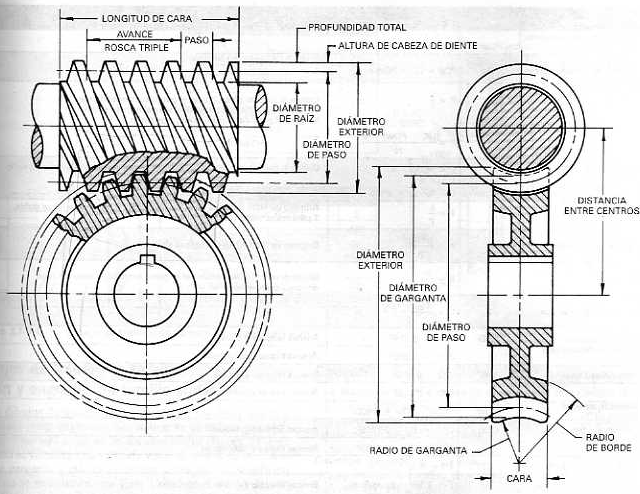 LONGITUD DE CARA
AVANCE
ROSCA TRIPLE
PASO
PROFUNDIDAD TOTAL
ALTURA DE CABEZA DE DIENTE
DIÁMETRO
DE RAÍZ
DIÁMETRO
EXTERIOR
DIÁMETRO
DE PASO
DISTANCIA
ENTRE CENTROS
DIÁMETRO
EXTERIOR
DIÁMETRO
DE GARGANTA
DIÁMETRO
DE PASO
RADIO DE GARGANTA
RADIO
DE BORDE
CARA